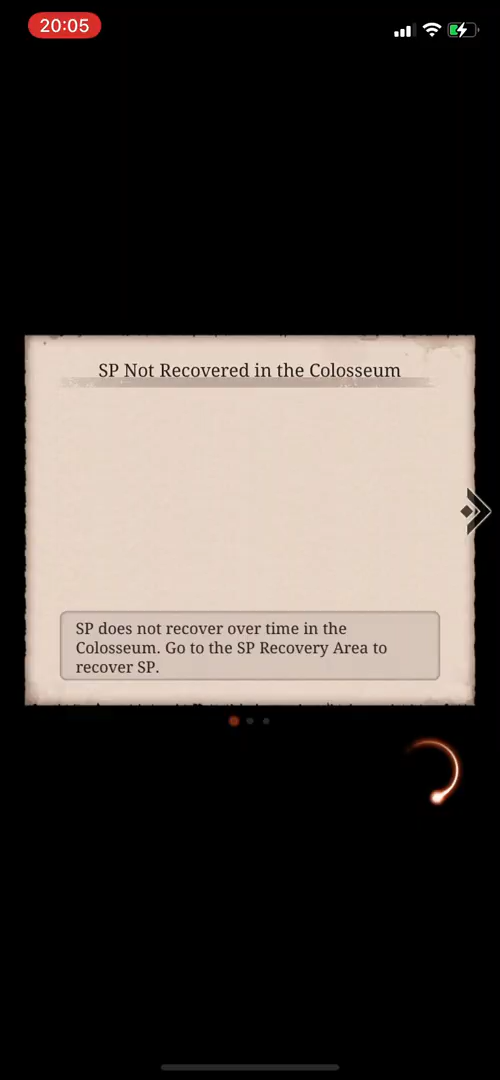 20:05
SP Not Recovered in the Colosseum
SP does not recover over time in the
Colosseum. Go to the SP Recovery Area to
recover SP.